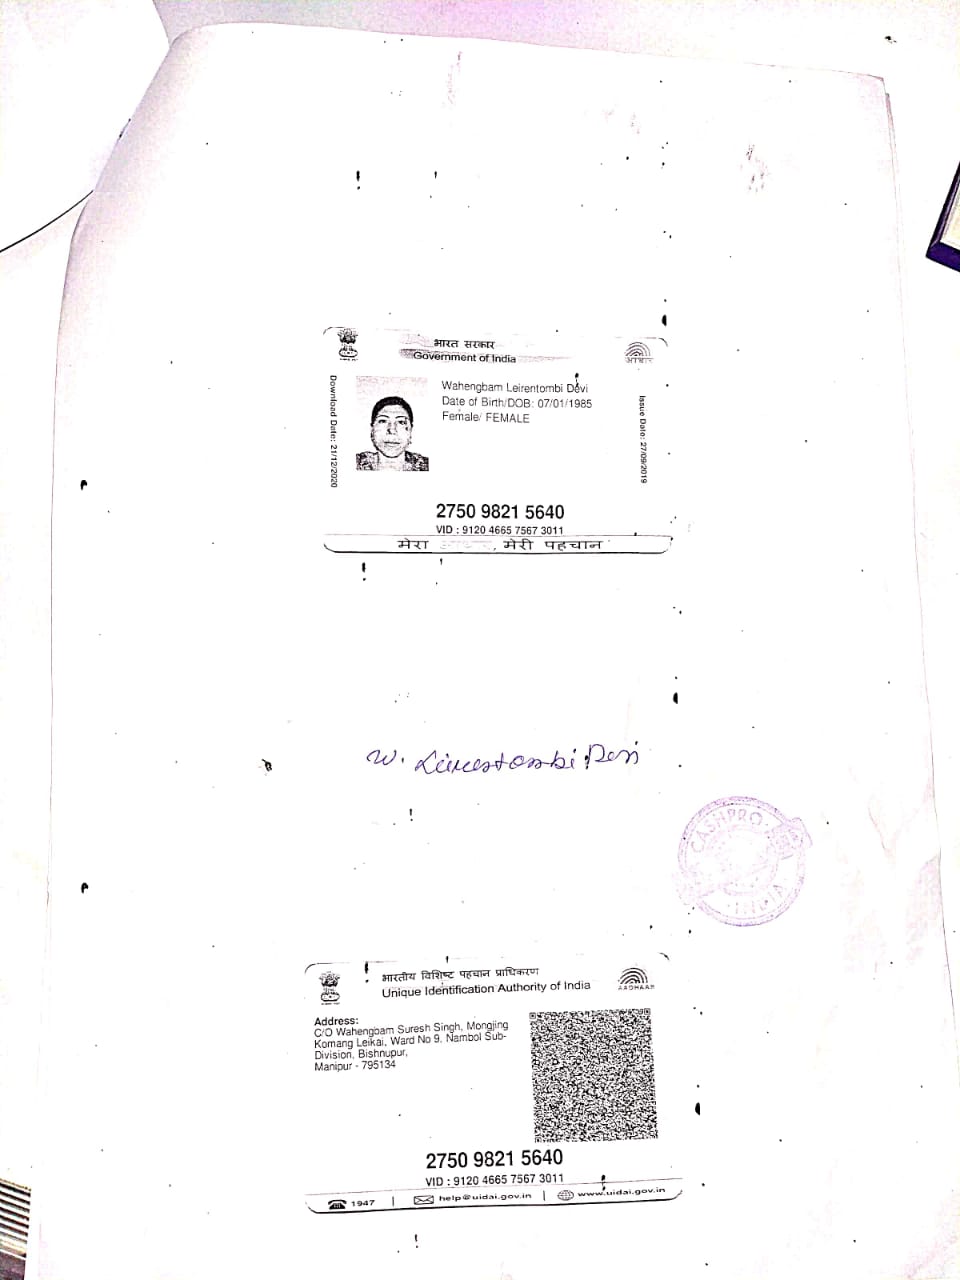 भारत सरकार
Government of India
Download Date: 21/12/2020
Wahengbam Leirentombi Devi
Date of Birth/DOB: 07/01/1985
Female/ FEMALE
Issue Date: 27/09/2019
2750 9821 5640
VID : 9120 4665 7567 3011
मेरा आधार, मेरी पहचान
W. Leirentombi Devi
CASHPRO
INDIA
भारतीय विशिष्ट पहचान प्राधिकरण
Unique Identification Authority of India
AADHAAR
Address:
C/O Wahengbam Suresh Singh, Mongjing
Komang Leikai, Ward No 9. Nambol Sub-
Division, Bishnupur,
Manipur - 795134
2750 9821 5640
VID : 9120 4665 7567 3011
1947 | help@uidai.gov.in | www.uidai.gov.in